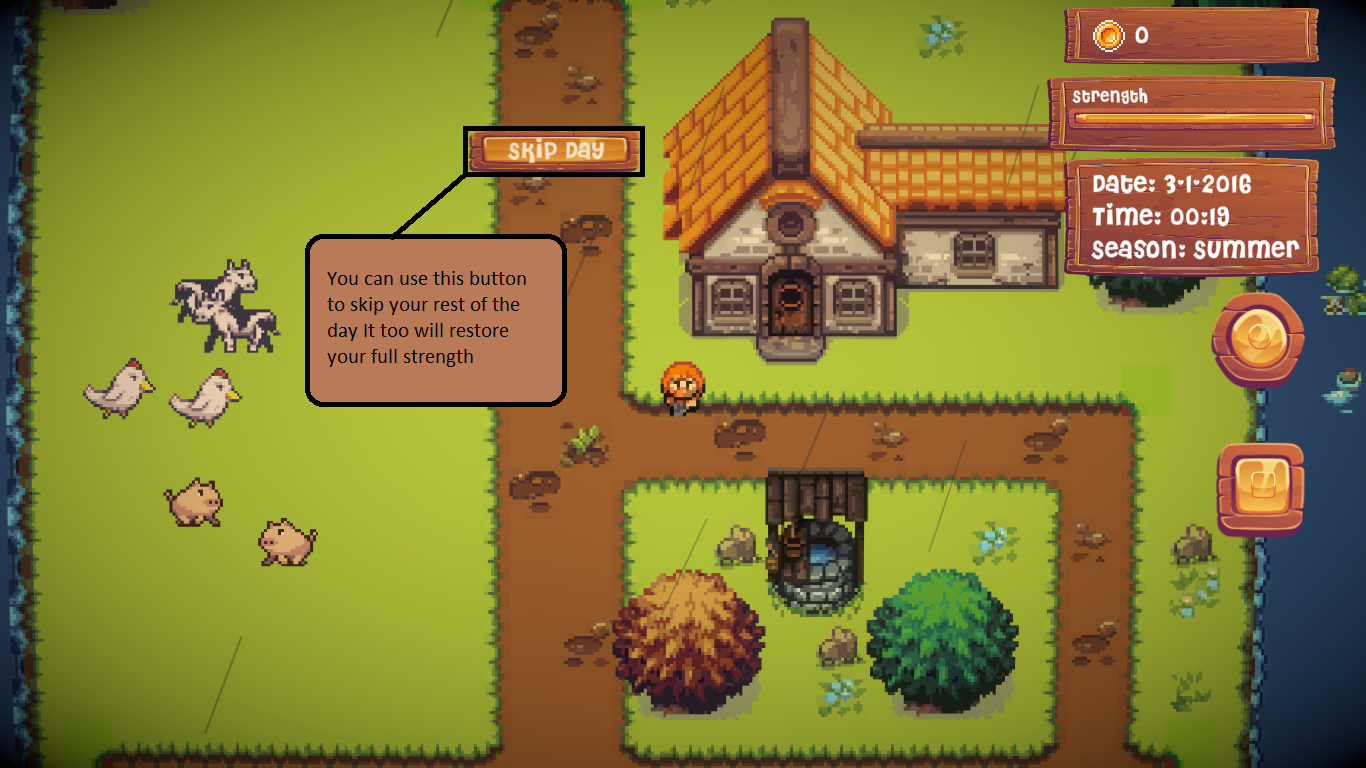 0
strength
SKIP DAY
Date: 3-1-2016
Time: 00:19
season: summer
You can use this button
to skip your rest of the
day It too will restore
your full strength